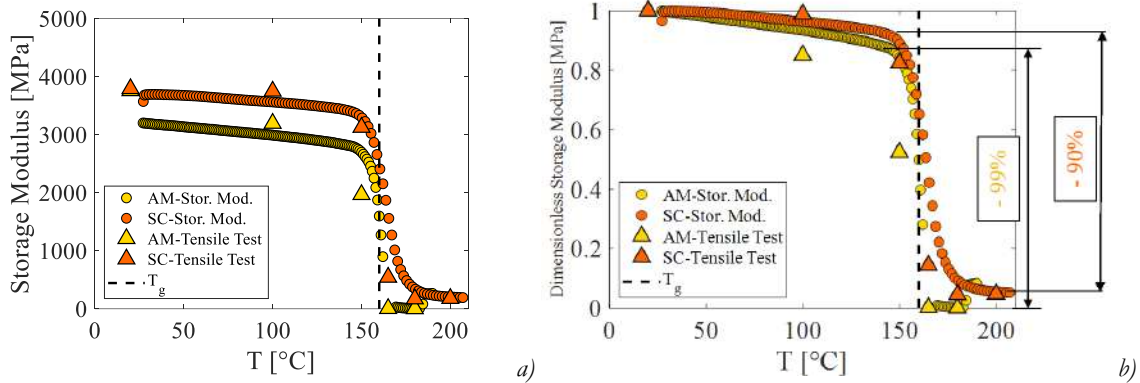 5000
4000
3000
2000
1000
0
Storage Modulus [MPa]
AM-Stor. Mod.
SC-Stor. Mod.
AM-Tensile Test
SC-Tensile Test
Tg
0 50 100 150 200
T [°C]
a)
1
0.8
0.6
0.4
0.2
0
Dimensionless Storage Modulus [MPa]
AM-Stor. Mod.
SC-Stor. Mod.
AM-Tensile Test
SC-Tensile Test
Tg
0 50 100 150 200
T [°C]
- 99%
- 90%
b)